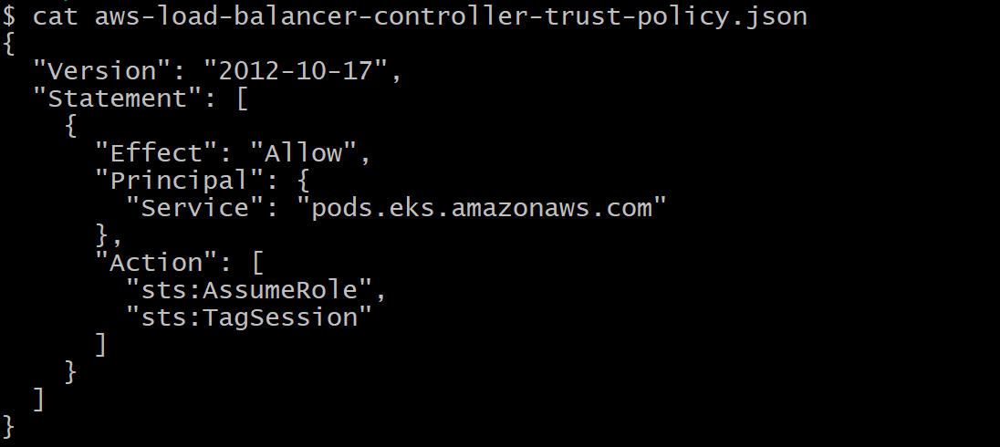 $ cat aws-load-balancer-controller-trust-policy.json
{
  "Version": "2012-10-17",
  "Statement": [
    {
      "Effect": "Allow",
      "Principal": {
        "Service": "pods.eks.amazonaws.com"
      },
      "Action": [
        "sts:AssumeRole",
        "sts:TagSession"
      ]
    }
  ]
}